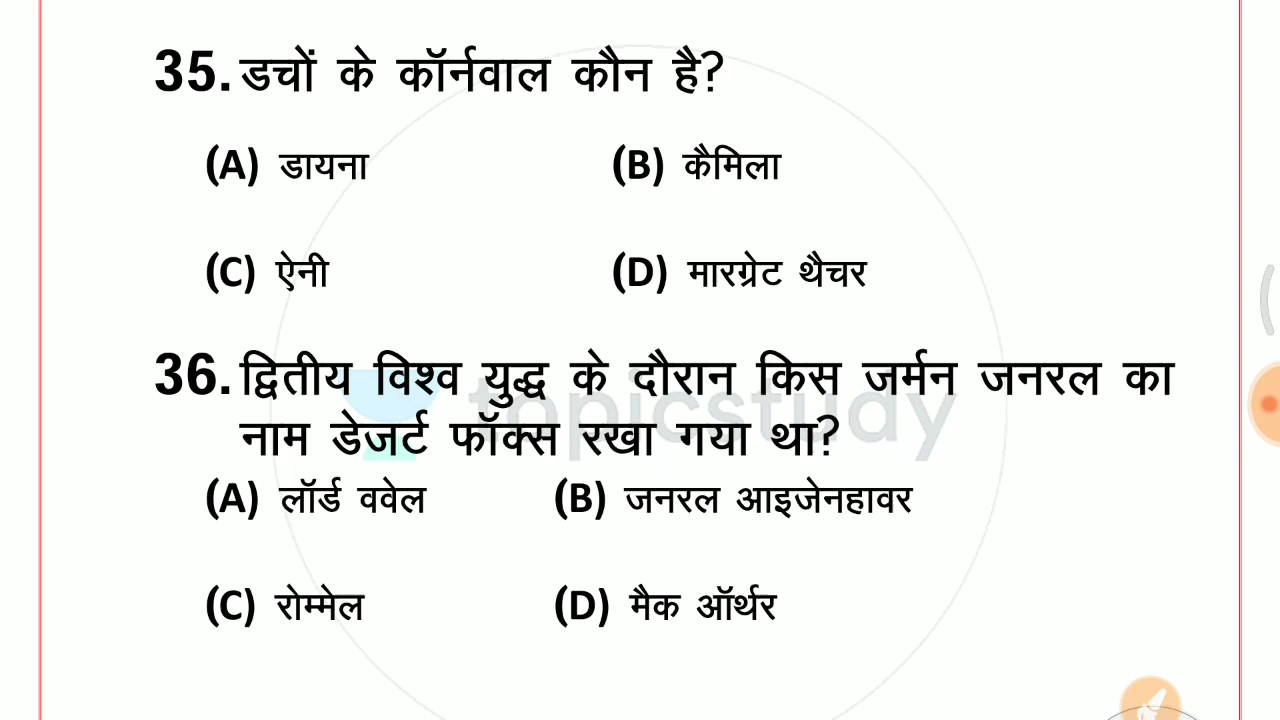 35. डचों के कॉर्नवाल कौन है?
(A) डायना (B) कैमिला
(C) ऐनी (D) मारग्रेट थैचर
36. द्वितीय विश्व युद्ध के दौरान किस जर्मन जनरल का
नाम डेजर्ट फॉक्स रखा गया था?
(A) लॉर्ड ववेल (B) जनरल आइजेनहावर
(C) रोम्मेल (D) मैक ऑर्थर
topicstudy